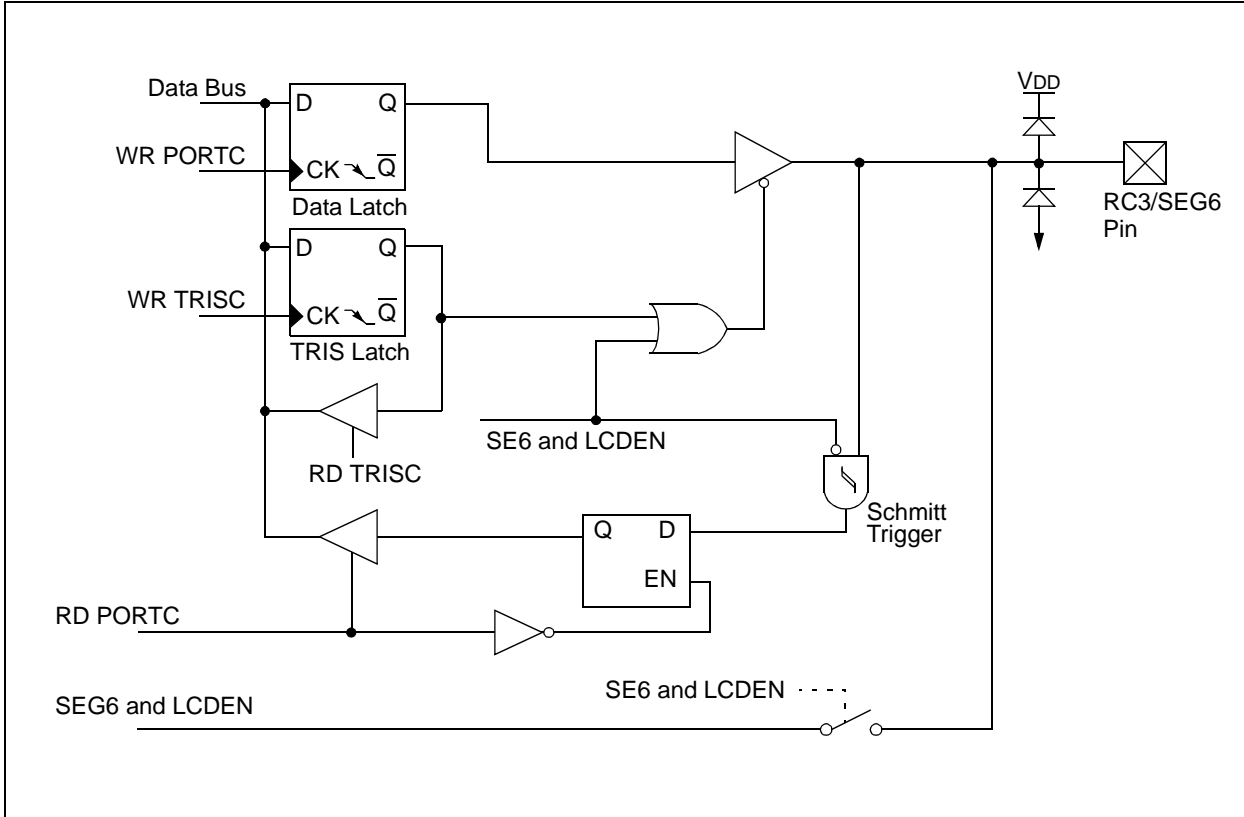 Data Bus
D Q
VDD
WR PORTC
CK Q̅
Data Latch
RC3/SEG6
Pin
D Q
WR TRISC
CK Q̅
TRIS Latch
SE6 and LCDEN
RD TRISC
Schmitt
Trigger
Q D
EN
RD PORTC
SE6 and LCDEN
SEG6 and LCDEN